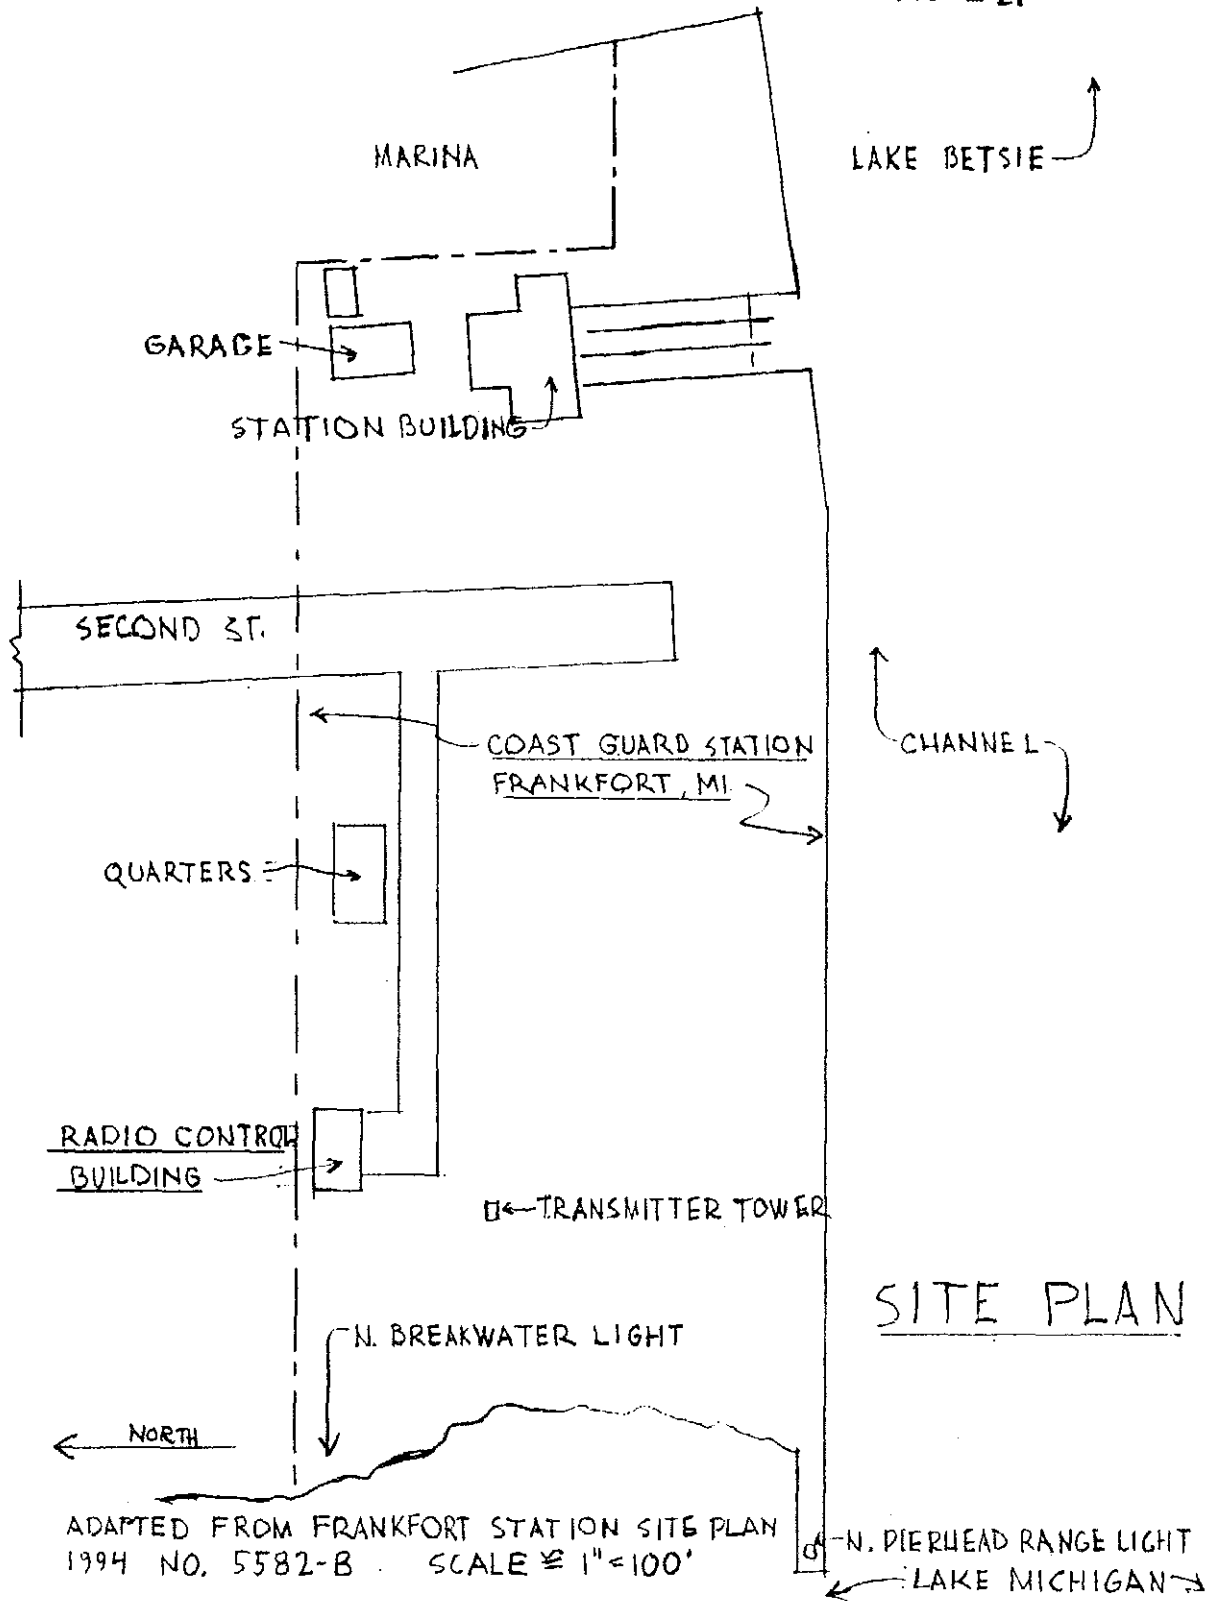 MARINA
LAKE BETSIE
GARAGE
STATION BUILDING
SECOND ST.
COAST GUARD STATION
FRANKFORT, MI.
CHANNEL
QUARTERS
RADIO CONTROL
BUILDING
TRANSMITTER TOWER
SITE PLAN
N. BREAKWATER LIGHT
NORTH
ADAPTED FROM FRANKFORT STATION SITE PLAN
1994 NO. 5582-B. SCALE ≅ 1"=100'
N. PIERHEAD RANGE LIGHT
LAKE MICHIGAN